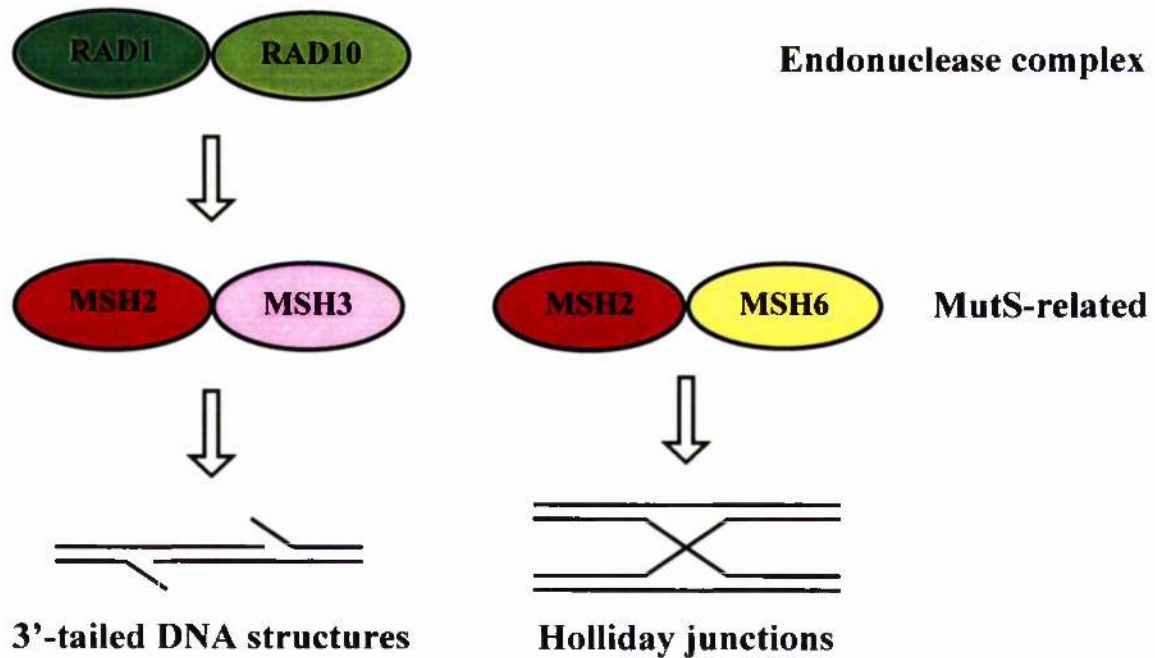 RAD1 RAD10 Endonuclease complex
MSH2 MSH3 MSH2 MSH6 MutS-related
3'-tailed DNA structures Holliday junctions